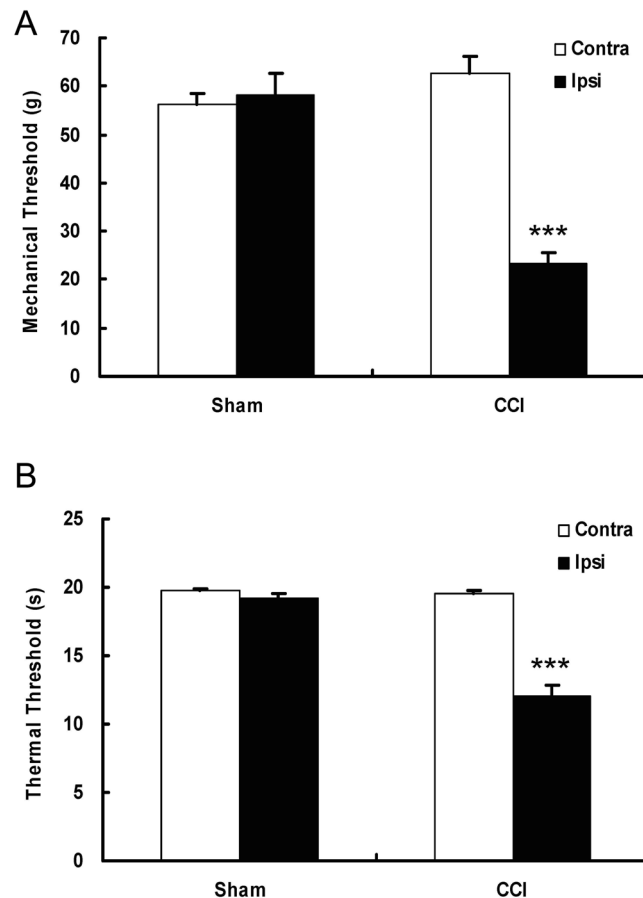 A
Mechanical Threshold (g)
70
60
50
40
30
20
10
0
Contra
Ipsi
***
Sham CCI
B
Thermal Threshold (s)
25
20
15
10
5
0
Contra
Ipsi
***
Sham CCI